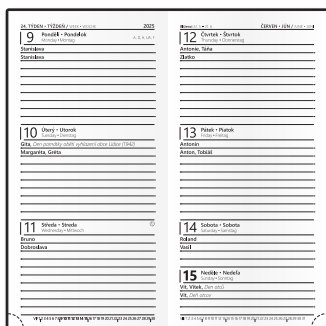 24. TÝDEN • TÝŽDEŇ / WEEK • WOCHE 2025
9 Pondělí • Pondelok
Monday • Montag
Stanislava
Stanislava
10 Úterý • Utorok
Tuesday • Dienstag
Gita, Den památky obětí vyhlazení obce Lidice (1942)
Margaréta, Gréta
11 Středa • Streda
Wednesday • Mittwoch
Bruno
Dobroslava
ČERVEN • JÚN /
12 Čtvrtek • Štvrtok
Thursday • Donnerstag
Antonie, Táňa
Zlatko
13 Pátek • Piatok
Friday • Freitag
Antonín
Anton, Tobiáš
14 Sobota • Sobota
Saturday • Samstag
Roland
Vasil
15 Neděle • Nedeľa
Sunday • Sonntag
Vít, Vítek, Den otců
Vít, Deň otcov